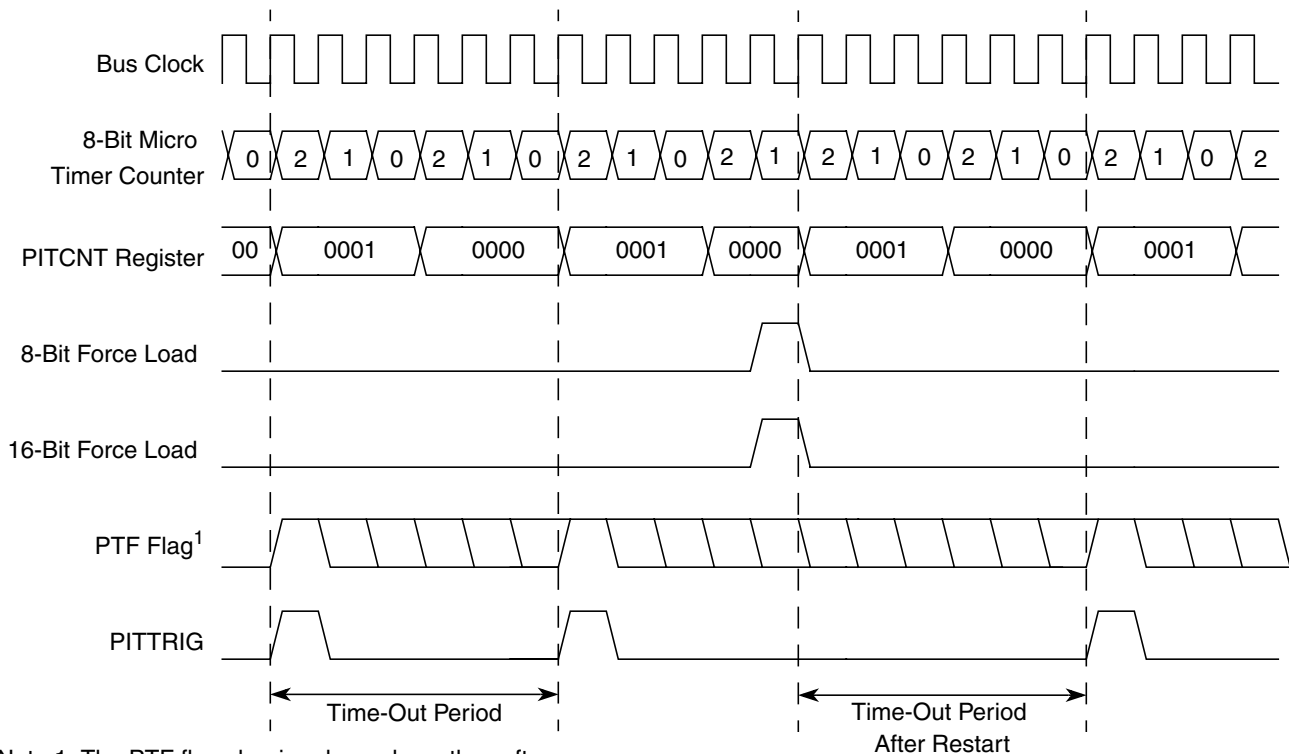 Bus Clock
8-Bit Micro
Timer Counter
0 2 1 0 2 1 0 2 1 0 2 1 2 1 0 2 1 0 2 1 0 2
PITCNT Register
00 0001 0000 0001 0000 0001 0000 0001
8-Bit Force Load
16-Bit Force Load
PTF Flag1
PITTRIG
Time-Out Period
Time-Out Period
After Restart